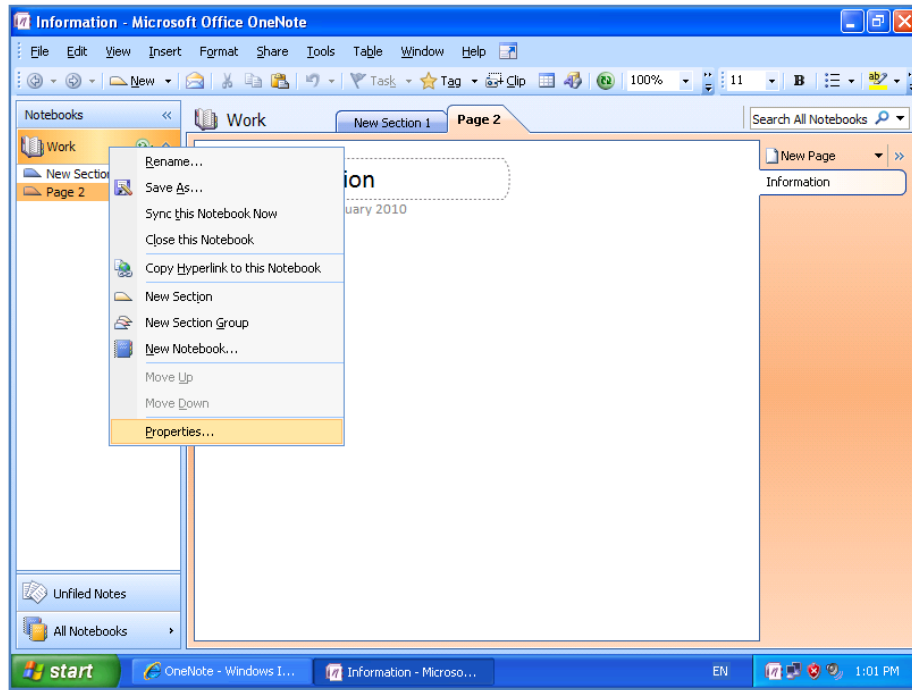 Information - Microsoft Office OneNote
File Edit View Insert Format Share Tools Table Window Help
New Task Tag Clip 100% 11 B ab
Notebooks «
Work New Section 1 Page 2 Search All Notebooks
Work
New Page »
New Sectio
Information
Page 2
ion
uary 2010
Rename...
Save As...
Sync this Notebook Now
Close this Notebook
Copy Hyperlink to this Notebook
New Section
New Section Group
New Notebook...
Move Up
Move Down
Properties...
Unfiled Notes
All Notebooks
start OneNote - Windows I... Information - Microso... EN 1:01 PM